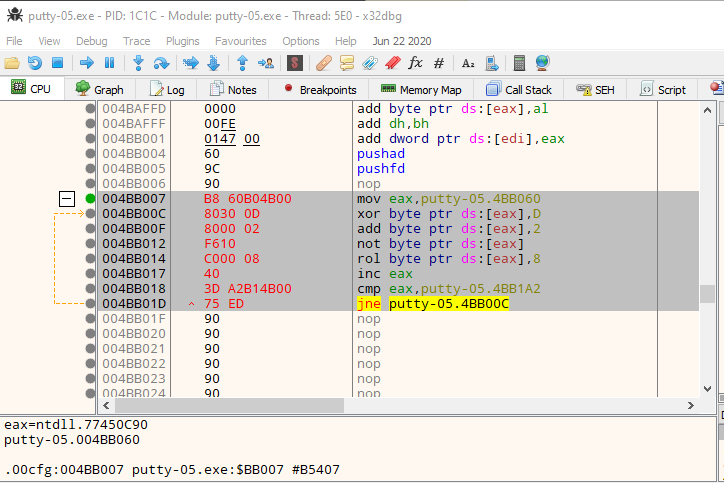 putty-05.exe - PID: 1C1C - Module: putty-05.exe - Thread: 5E0 - x32dbg
File View Debug Trace Plugins Favourites Options Help Jun 22 2020
fx # A2
CPU Graph Log Notes Breakpoints Memory Map Call Stack SEH Script
004BAFFD 0000 add byte ptr ds:[eax],al
004BAFFF 00FE add dh,bh
004BB001 0147 00 add dword ptr ds:[edi],eax
004BB004 60 pushad
004BB005 9C pushfd
004BB006 90 nop
004BB007 B8 60B04B00 mov eax,putty-05.4BB060
004BB00C 8030 0D xor byte ptr ds:[eax],D
004BB00F 8000 02 add byte ptr ds:[eax],2
004BB012 F610 not byte ptr ds:[eax]
004BB014 C000 08 rol byte ptr ds:[eax],8
004BB017 40 inc eax
004BB018 3D A2B14B00 cmp eax,putty-05.4BB1A2
004BB01D ^ 75 ED jne putty-05.4BB00C
004BB01F 90 nop
004BB020 90 nop
004BB021 90 nop
004BB022 90 nop
004BB023 90 nop
004BB024 90 nop
eax=ntdll.77450C90
putty-05.004BB060
.00cfg:004BB007 putty-05.exe:$BB007 #B5407